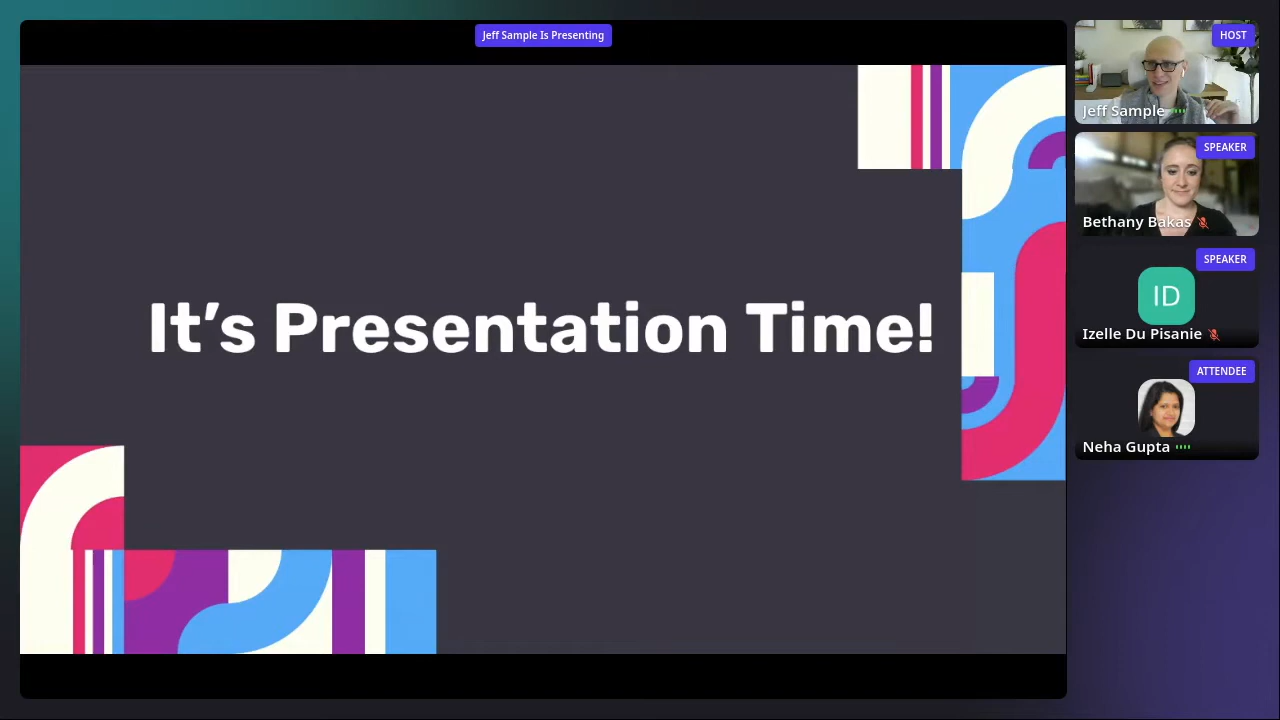 Jeff Sample Is Presenting
It's Presentation Time!
HOST
Jeff Sample
SPEAKER
Bethany Bakas
SPEAKER
ID
Izelle Du Pisanie
ATTENDEE
Neha Gupta